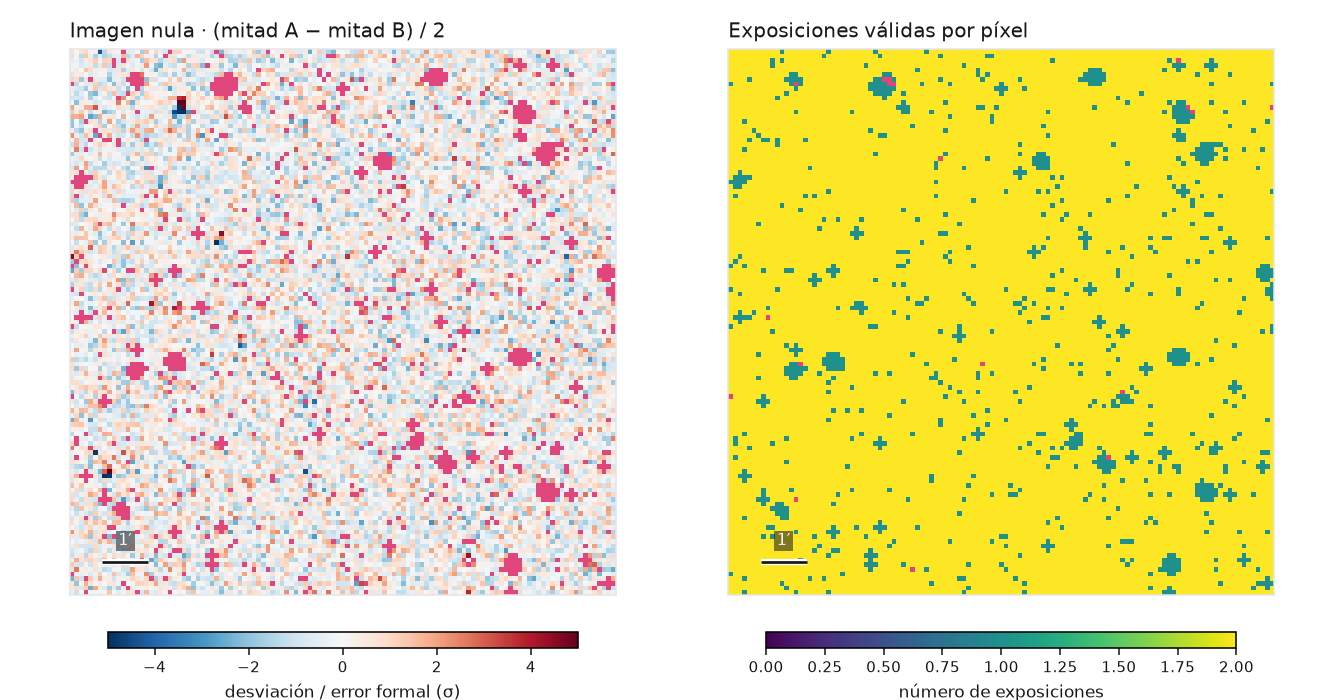 Imagen nula · (mitad A − mitad B) / 2
Exposiciones válidas por píxel
1′
1′
−4 −2 0 2 4
desviación / error formal (σ)
0.00 0.25 0.50 0.75 1.00 1.25 1.50 1.75 2.00
número de exposiciones